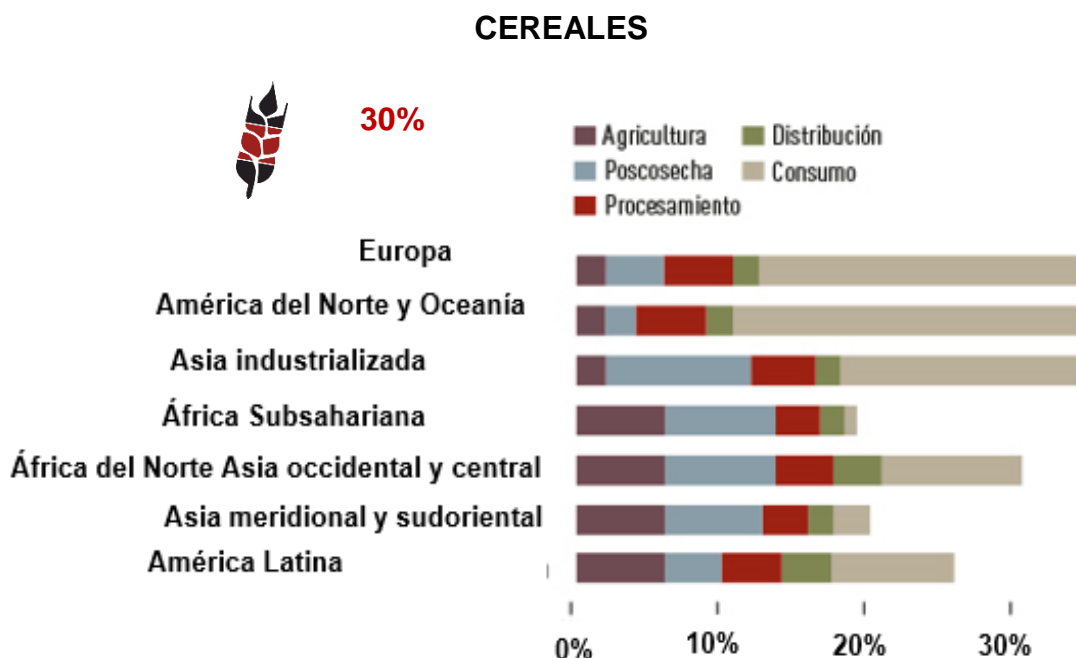 CEREALES
30%
Agricultura
Distribución
Poscosecha
Consumo
Procesamiento
Europa
América del Norte y Oceanía
Asia industrializada
África Subsahariana
África del Norte Asia occidental y central
Asia meridional y sudoriental
América Latina
0% 10% 20% 30%